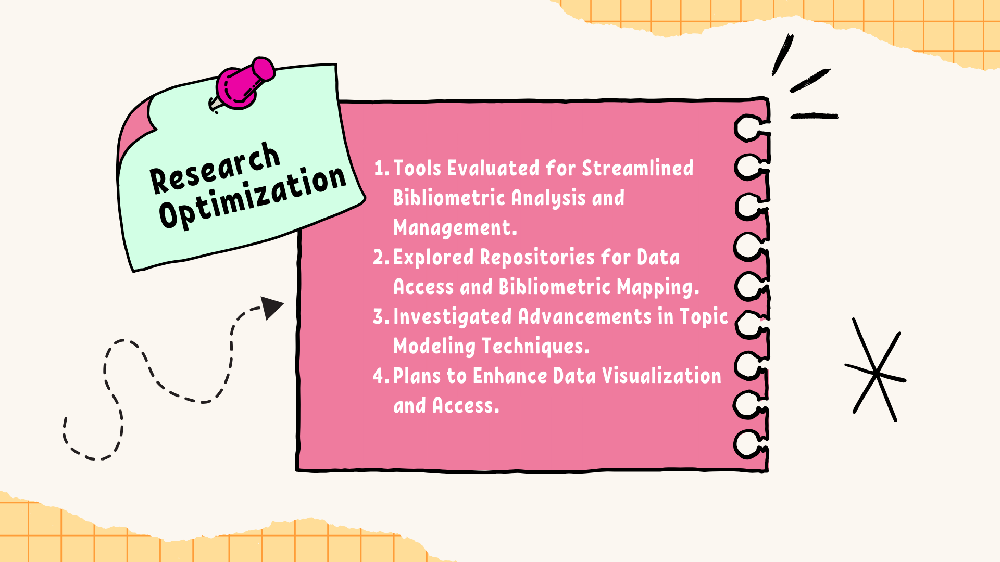 Research
Optimization
1. Tools Evaluated for Streamlined
Bibliometric Analysis and
Management.
2. Explored Repositories for Data
Access and Bibliometric Mapping.
3. Investigated Advancements in Topic
Modeling Techniques.
4. Plans to Enhance Data Visualization
and Access.